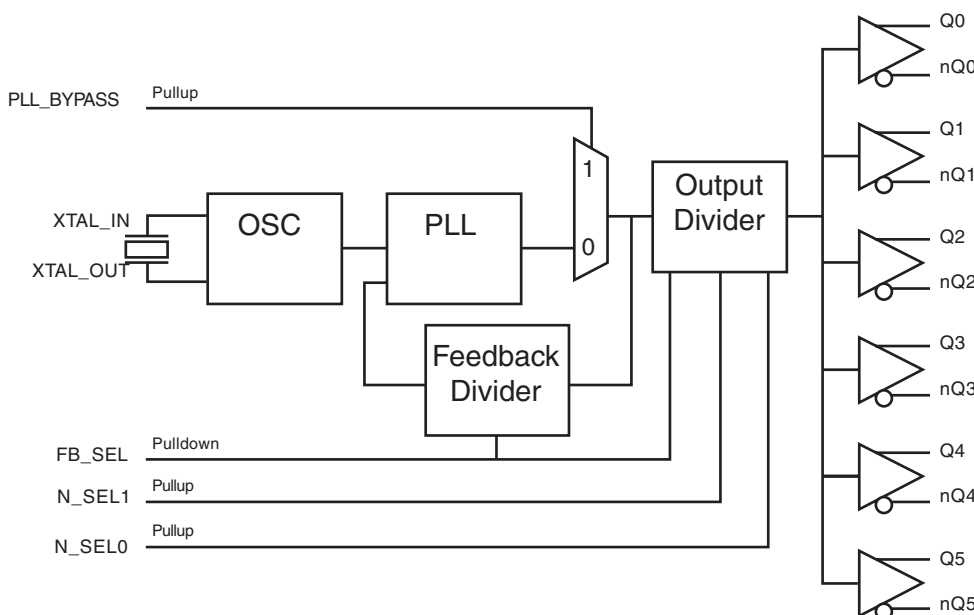 PLL_BYPASS
Pullup
1
0
XTAL_IN
XTAL_OUT
OSC
PLL
Output
Divider
Feedback
Divider
FB_SEL
Pulldown
N_SEL1
Pullup
N_SEL0
Pullup
Q0
nQ0
Q1
nQ1
Q2
nQ2
Q3
nQ3
Q4
nQ4
Q5
nQ5